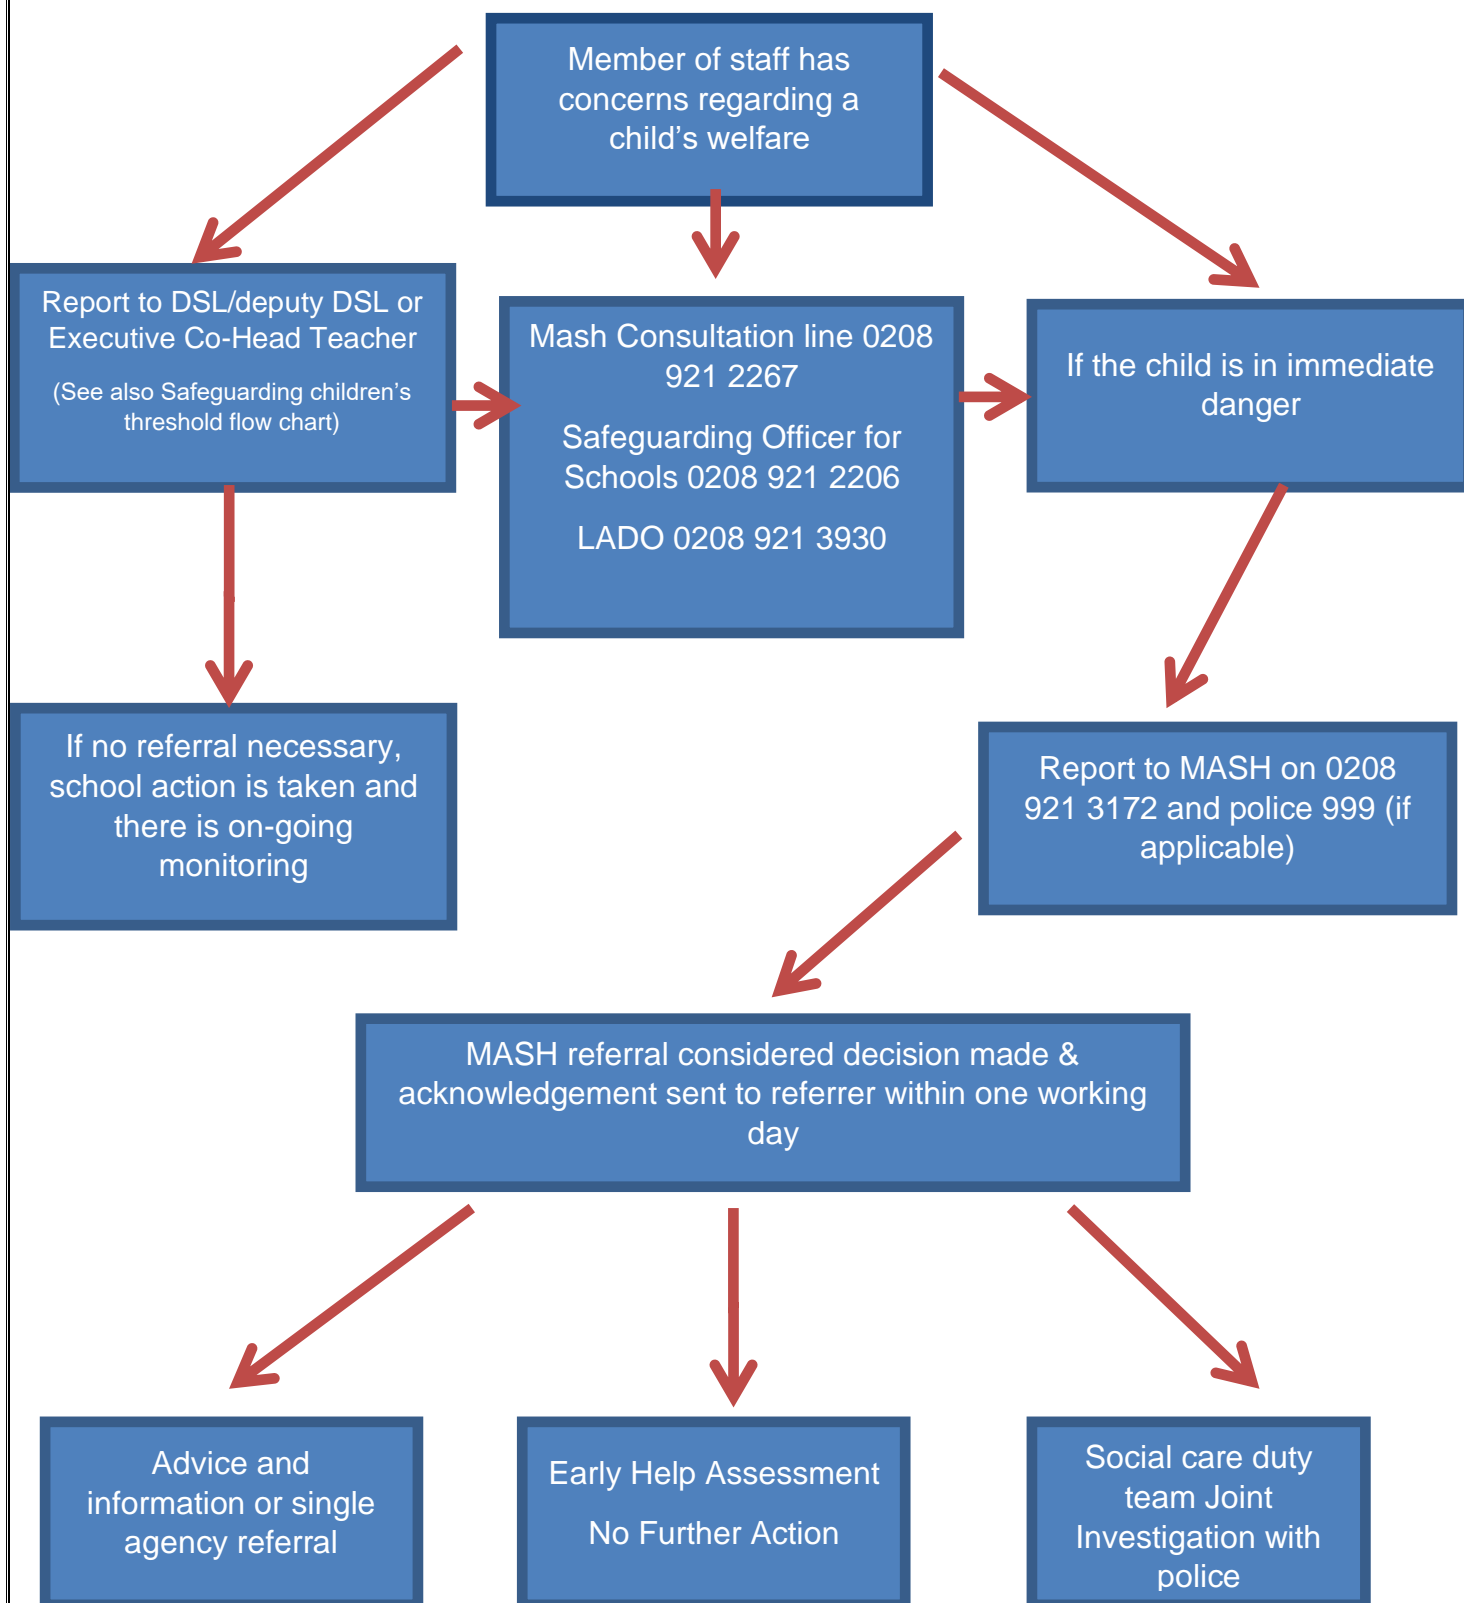 Member of staff has
concerns regarding a
child’s welfare
Report to DSL/deputy DSL or
Executive Co-Head Teacher
(See also Safeguarding children’s
threshold flow chart)
Mash Consultation line 0208
921 2267
Safeguarding Officer for
Schools 0208 921 2206
LADO 0208 921 3930
If the child is in immediate
danger
If no referral necessary,
school action is taken and
there is on-going
monitoring
Report to MASH on 0208
921 3172 and police 999 (if
applicable)
MASH referral considered decision made &
acknowledgement sent to referrer within one working
day
Advice and
information or single
agency referral
Early Help Assessment
No Further Action
Social care duty
team Joint
Investigation with
police